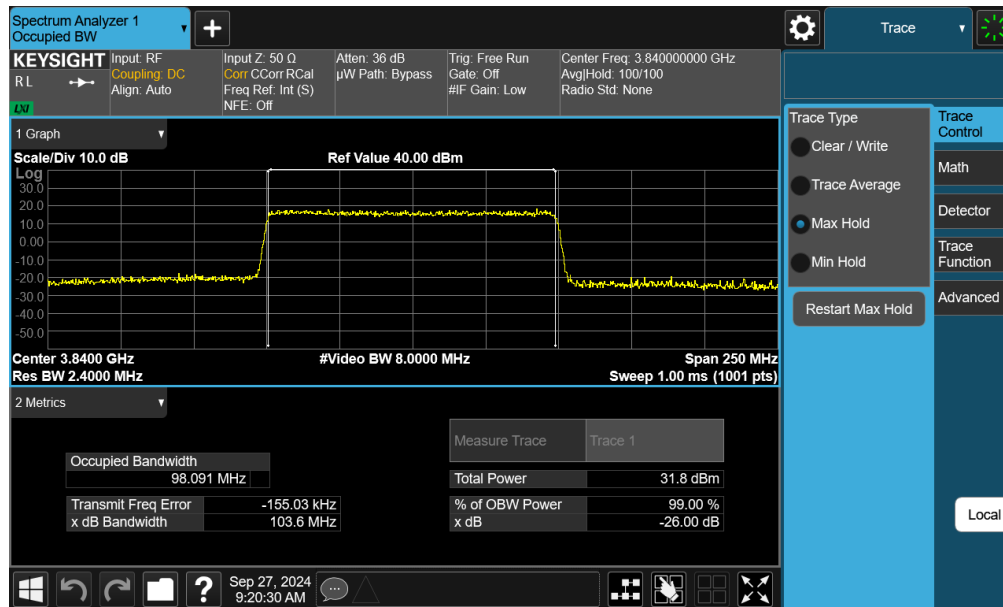 Spectrum Analyzer 1
Occupied BW
Trace
KEYSIGHT
RL
LXI
Input: RF
Coupling: DC
Align: Auto
Input Z: 50 Ω
Corr CCorr RCal
Freq Ref: Int (S)
NFE: Off
Atten: 36 dB
µW Path: Bypass
Trig: Free Run
Gate: Off
#IF Gain: Low
Center Freq: 3.840000000 GHz
Avg|Hold: 100/100
Radio Std: None
1 Graph
Scale/Div 10.0 dB
Ref Value 40.00 dBm
Log
30.0
20.0
10.0
0.00
-10.0
-20.0
-30.0
-40.0
-50.0
Center 3.8400 GHz
#Video BW 8.0000 MHz
Span 250 MHz
Res BW 2.4000 MHz
Sweep 1.00 ms (1001 pts)
2 Metrics
Measure Trace
Trace 1
Occupied Bandwidth
98.091 MHz
Total Power
31.8 dBm
Transmit Freq Error
-155.03 kHz
% of OBW Power
99.00 %
x dB Bandwidth
103.6 MHz
x dB
-26.00 dB
Trace Type
Clear / Write
Trace Average
Max Hold
Min Hold
Restart Max Hold
Trace
Control
Math
Detector
Trace
Function
Advanced
Local
?
Sep 27, 2024
9:20:30 AM